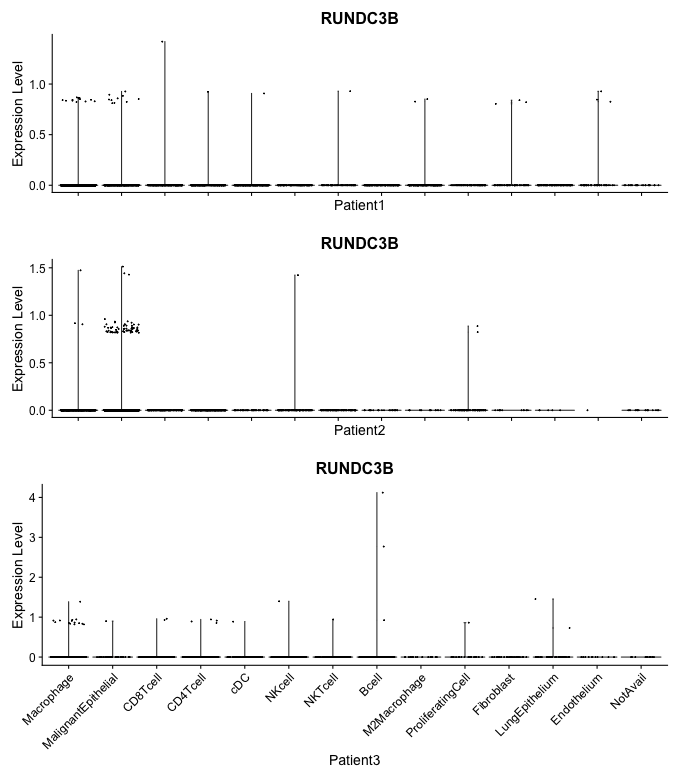 RUNDC3B
Expression Level
1.0
0.5
0.0
Patient1
RUNDC3B
Expression Level
1.5
1.0
0.5
0.0
Patient2
RUNDC3B
Expression Level
4
3
2
1
0
Macrophage
MalignantEpithelial
CD8Tcell
CD4Tcell
cDC
NKcell
NKTcell
Bcell
M2Macrophage
ProliferatingCell
Fibroblast
LungEpithelium
Endothelium
NotAvail
Patient3